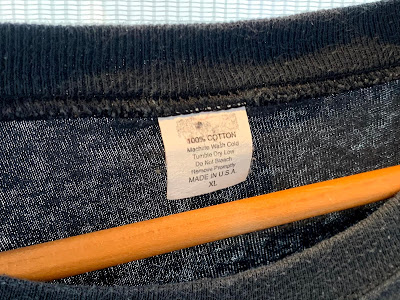 100% COTTON
Machine Wash Cold
Tumble Dry Low
Do Not Bleach
Remove Promptly
MADE IN U.S.A.
XL